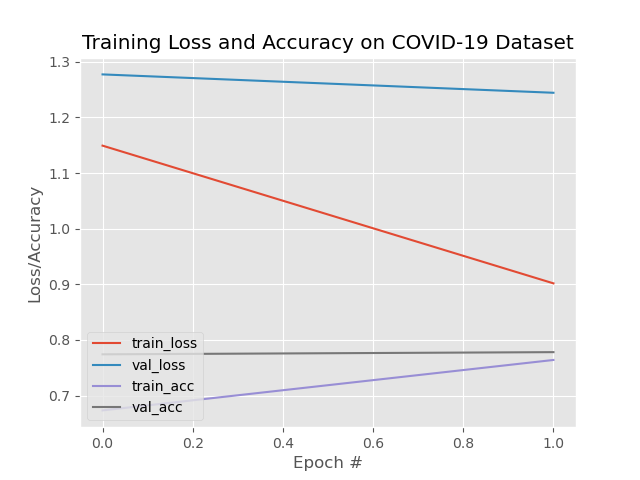 Training Loss and Accuracy on COVID-19 Dataset
Loss/Accuracy
1.3
1.2
1.1
1.0
0.9
0.8
0.7
train_loss
val_loss
train_acc
val_acc
0.0 0.2 0.4 0.6 0.8 1.0
Epoch #